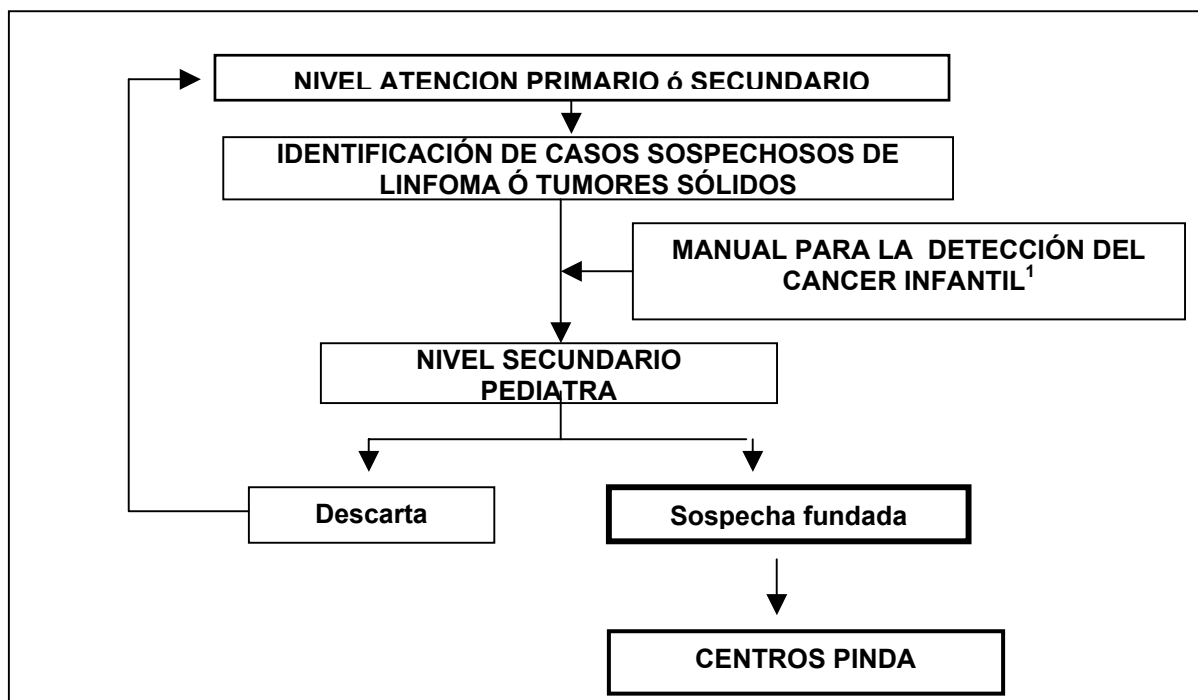 NIVEL ATENCION PRIMARIO ó SECUNDARIO
IDENTIFICACIÓN DE CASOS SOSPECHOSOS DE
LINFOMA Ó TUMORES SÓLIDOS
MANUAL PARA LA DETECCIÓN DEL
CANCER INFANTIL¹
NIVEL SECUNDARIO
PEDIATRA
Descarta
Sospecha fundada
CENTROS PINDA